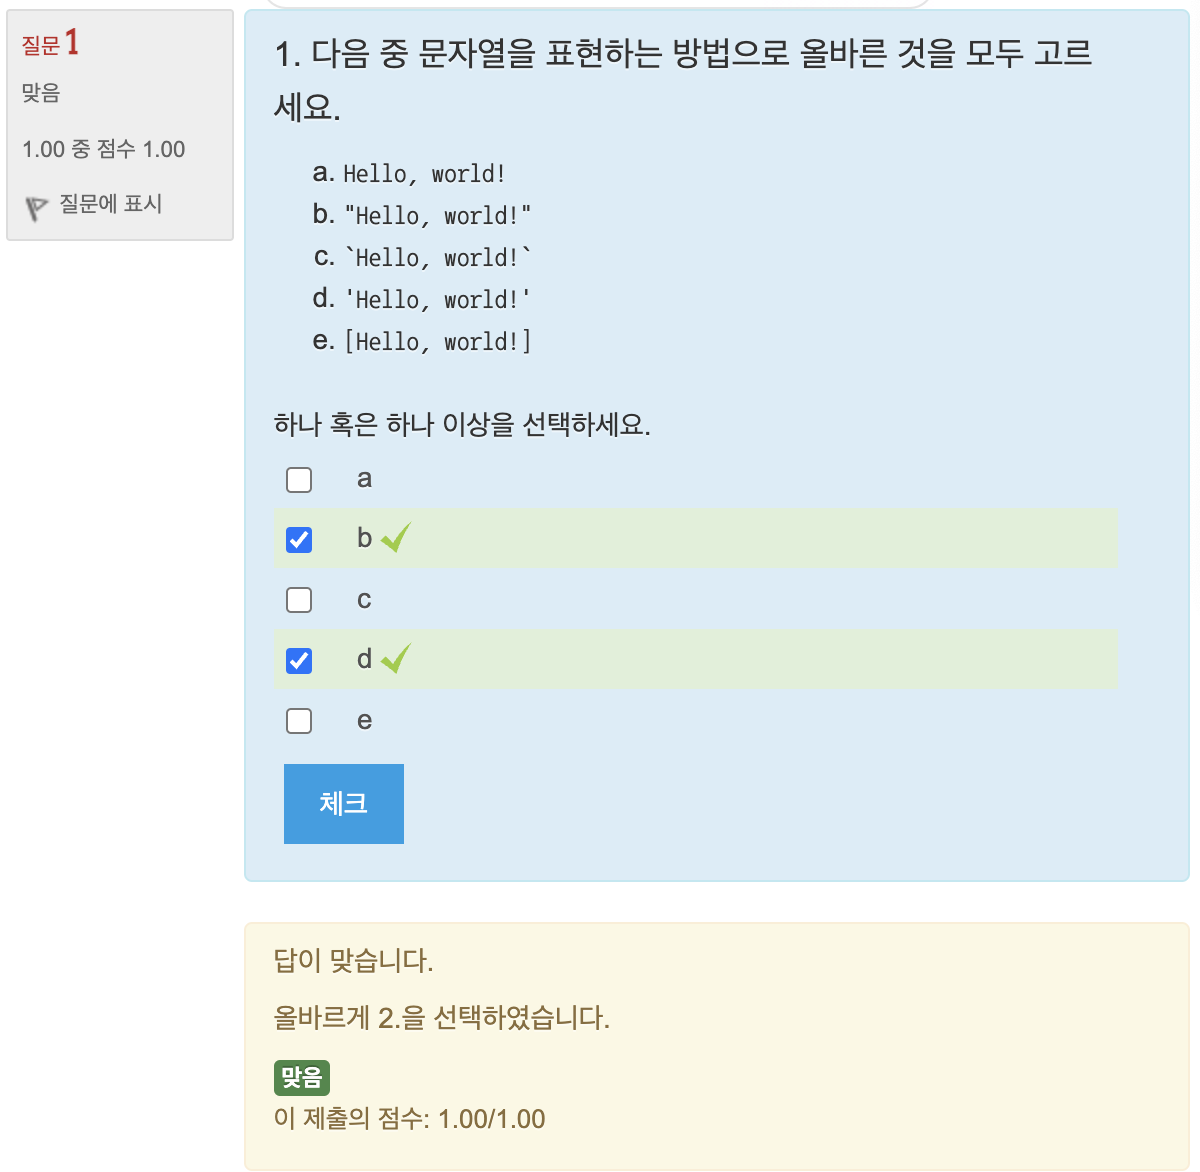 질문 1
맞음
1.00 중 점수 1.00
질문에 표시
1. 다음 중 문자열을 표현하는 방법으로 올바른 것을 모두 고르
세요.
a. Hello, world!
b. "Hello, world!"
c. `Hello, world!`
d. 'Hello, world!'
e. [Hello, world!]
하나 혹은 하나 이상을 선택하세요.
a
b
c
d
e
체크
답이 맞습니다.
올바르게 2.을 선택하였습니다.
맞음
이 제출의 점수: 1.00/1.00